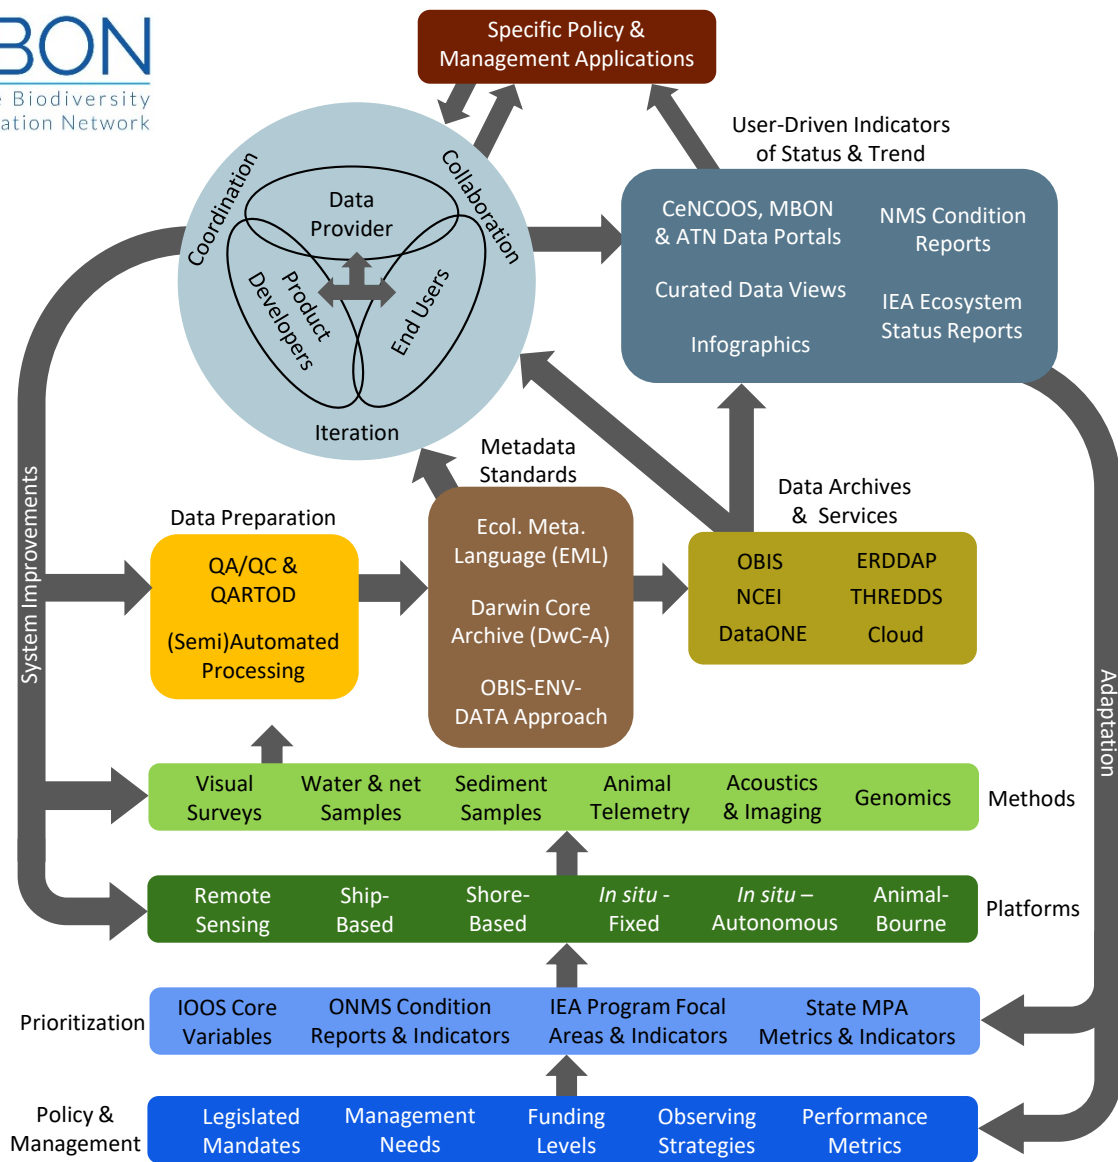 BON
Biodiversity
ation Network
Specific Policy &
Management Applications
User-Driven Indicators
of Status & Trend
CeNCOOS, MBON
& ATN Data Portals
NMS Condition
Reports
Curated Data Views
IEA Ecosystem
Status Reports
Infographics
Coordination
Collaboration
Data
Provider
Product
Developers
End Users
Iteration
Metadata
Standards
Ecol. Meta.
Language (EML)
Darwin Core
Archive (DwC-A)
OBIS-ENV-
DATA Approach
Data Preparation
QA/QC &
QARTOD
(Semi)Automated
Processing
Data Archives
& Services
OBIS ERDDAP
NCEI THREDDS
DataONE Cloud
System Improvements
Adaptation
Visual
Surveys
Water & net
Samples
Sediment
Samples
Animal
Telemetry
Acoustics
& Imaging
Genomics
Methods
Remote
Sensing
Ship-
Based
Shore-
Based
In situ -
Fixed
In situ –
Autonomous
Animal-
Bourne
Platforms
Prioritization
IOOS Core
Variables
ONMS Condition
Reports & Indicators
IEA Program Focal
Areas & Indicators
State MPA
Metrics & Indicators
Policy &
Management
Legislated
Mandates
Management
Needs
Funding
Levels
Observing
Strategies
Performance
Metrics